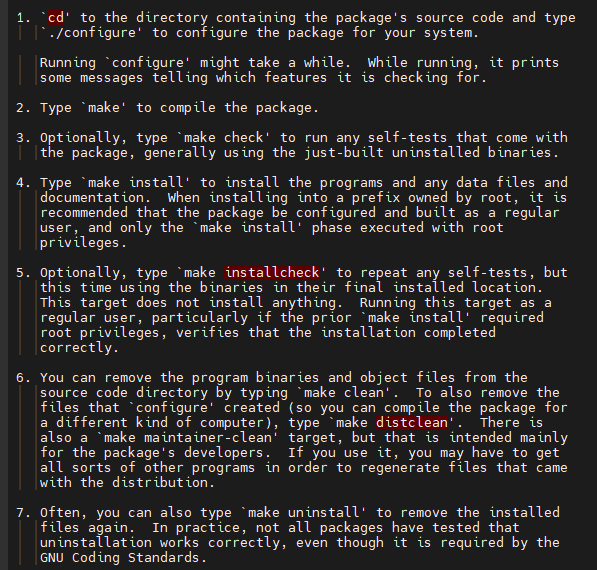 1. `cd' to the directory containing the package's source code and type
`./configure' to configure the package for your system.
Running `configure' might take a while.  While running, it prints
some messages telling which features it is checking for.
2. Type `make' to compile the package.
3. Optionally, type `make check' to run any self-tests that come with
the package, generally using the just-built uninstalled binaries.
4. Type `make install' to install the programs and any data files and
documentation.  When installing into a prefix owned by root, it is
recommended that the package be configured and built as a regular
user, and only the `make install' phase executed with root
privileges.
5. Optionally, type `make installcheck' to repeat any self-tests, but
this time using the binaries in their final installed location.
This target does not install anything.  Running this target as a
regular user, particularly if the prior `make install' required
root privileges, verifies that the installation completed
correctly.
6. You can remove the program binaries and object files from the
source code directory by typing `make clean'.  To also remove the
files that `configure' created (so you can compile the package for
a different kind of computer), type `make distclean'.  There is
also a `make maintainer-clean' target, but that is intended mainly
for the package's developers.  If you use it, you may have to get
all sorts of other programs in order to regenerate files that came
with the distribution.
7. Often, you can also type `make uninstall' to remove the installed
files again.  In practice, not all packages have tested that
uninstallation works correctly, even though it is required by the
GNU Coding Standards.